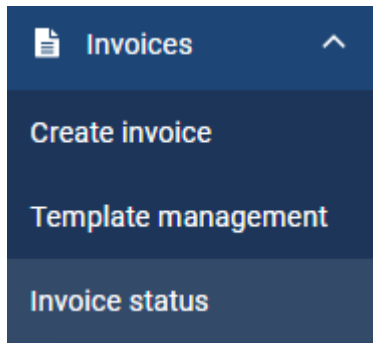 Invoices
Create invoice
Template management
Invoice status